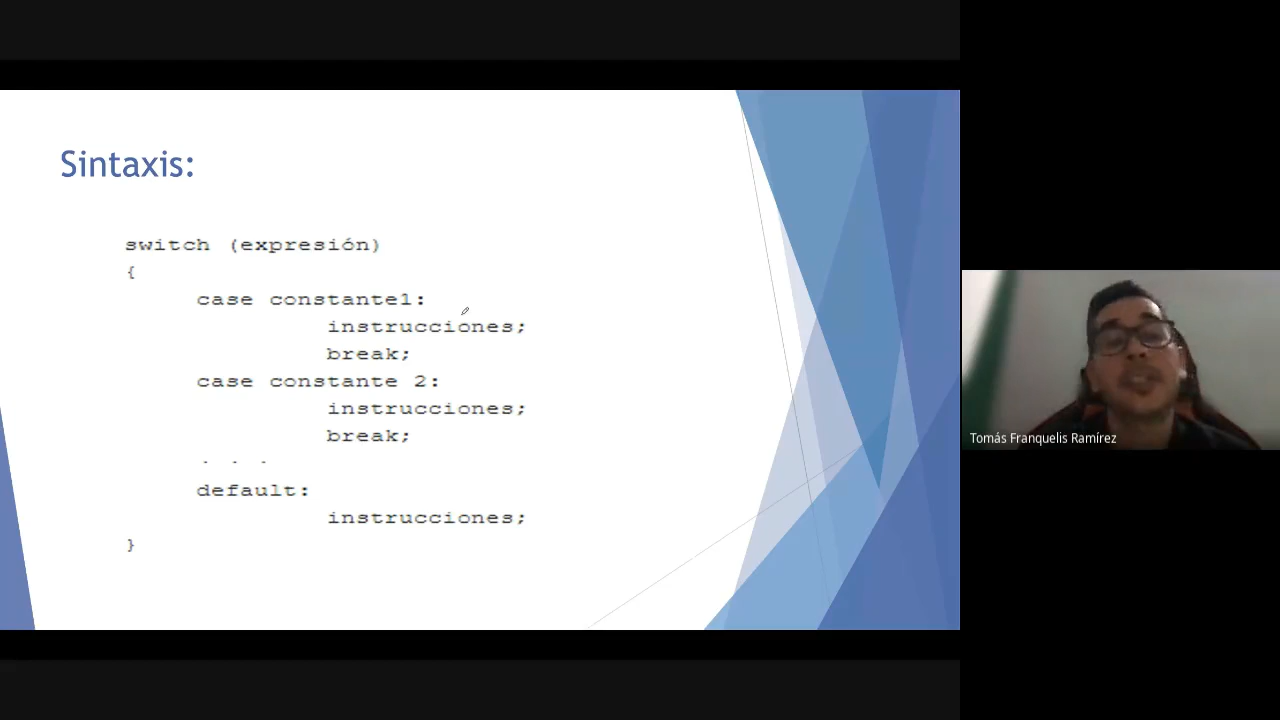 Sintaxis:
switch (expresión)
{
case constante1:
instrucciones;
break;
case constante 2:
instrucciones;
break;
. . .
default:
instrucciones;
}
Tomás Franquelis Ramírez